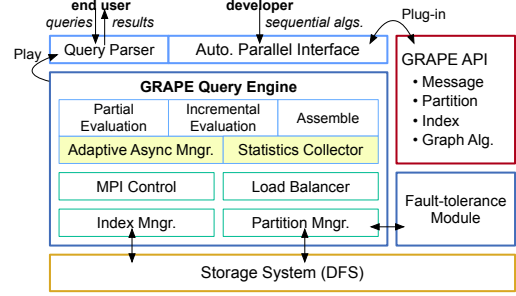 end user
developer
queries
results
sequential algs.
Plug-in
Play
Query Parser
Auto. Parallel Interface
GRAPE API
• Message
• Partition
• Index
• Graph Alg.
GRAPE Query Engine
Partial
Evaluation
Incremental
Evaluation
Assemble
Adaptive Async Mngr.
Statistics Collector
MPI Control
Load Balancer
Index Mngr.
Partition Mngr.
Fault-tolerance
Module
Storage System (DFS)